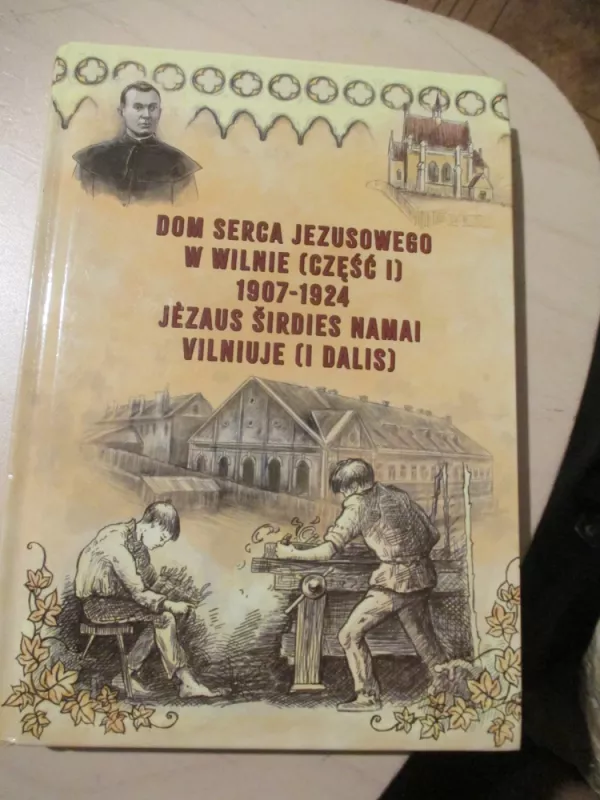 DOM SERCA JEZUSOWEGO
W WILNIE (CZĘŚĆ I)
1907-1924
JĖZAUS ŠIRDIES NAMAI
VILNIUJE (I DALIS)